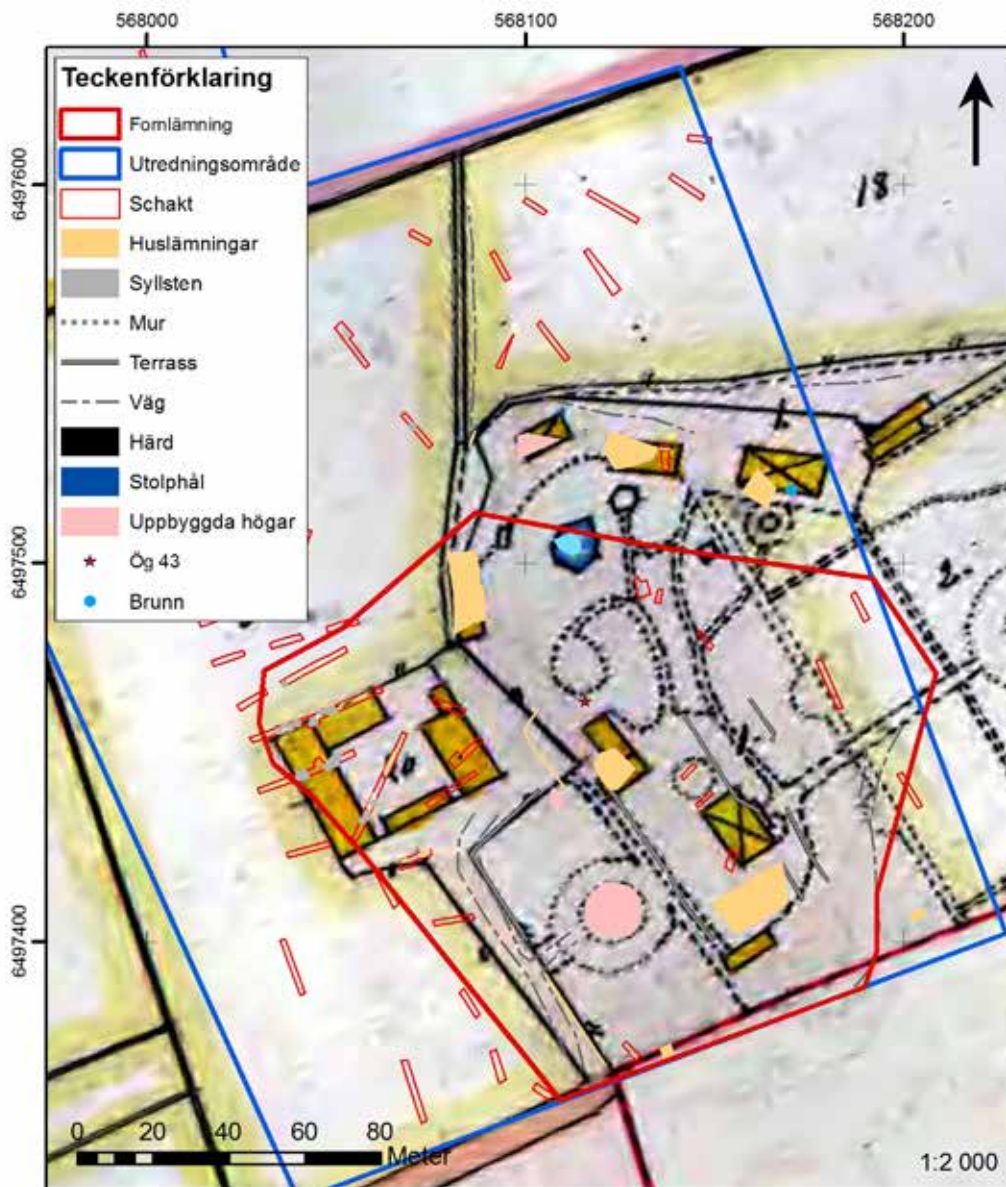 568000 568100 568200
Teckenförklaring
Fornlämning
Utredningsområde
Schakt
Huslämningar
Syllsten
Mur
Terrass
Väg
Härd
Stolphål
Uppbyggda högar
Ög 43
Brunn
6497600
6497500
6497400
18
2.
1.
10
0 20 40 60 80
Meter
1:2 000